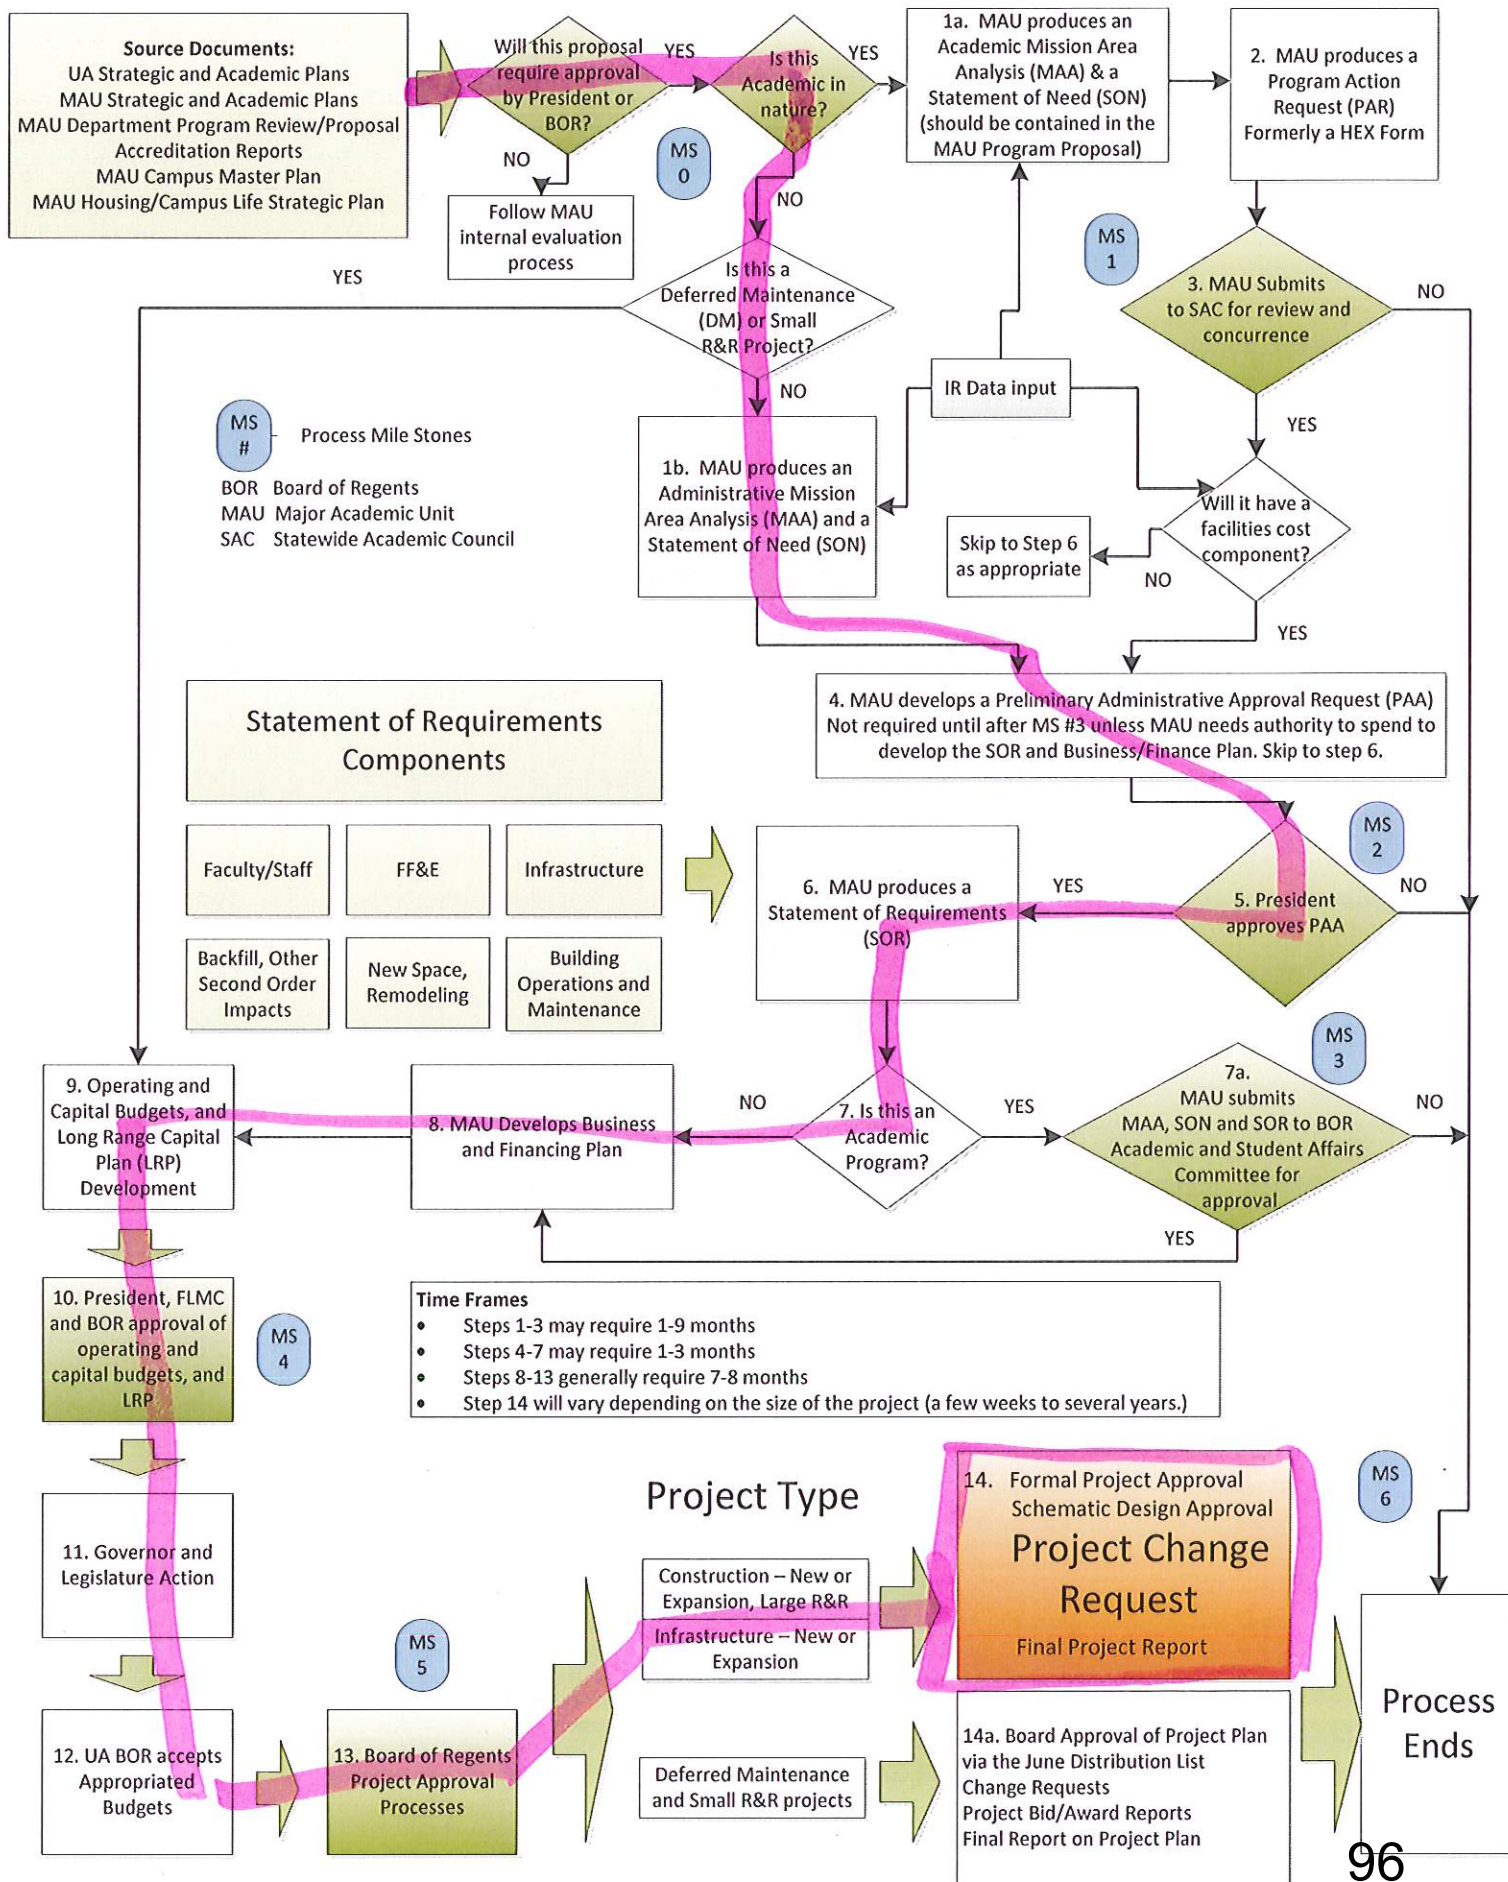 Source Documents:
UA Strategic and Academic Plans
MAU Strategic and Academic Plans
MAU Department Program Review/Proposal
Accreditation Reports
MAU Campus Master Plan
MAU Housing/Campus Life Strategic Plan
Will this proposal
require approval
by President or
BOR?
YES
NO
Follow MAU
internal evaluation
process
MS
0
Is this
Academic in
nature?
YES
NO
1a. MAU produces an
Academic Mission Area
Analysis (MAA) & a
Statement of Need (SON)
(should be contained in the
MAU Program Proposal)
2. MAU produces a
Program Action
Request (PAR)
Formerly a HEX Form
MS
1
3. MAU Submits
to SAC for review and
concurrence
NO
YES
YES
Is this a
Deferred Maintenance
(DM) or Small
R&R Project?
NO
IR Data input
MS
#
Process Mile Stones
BOR Board of Regents
MAU Major Academic Unit
SAC Statewide Academic Council
1b. MAU produces an
Administrative Mission
Area Analysis (MAA) and a
Statement of Need (SON)
Will it have a
facilities cost
component?
Skip to Step 6
as appropriate
NO
YES
4. MAU develops a Preliminary Administrative Approval Request (PAA)
Not required until after MS #3 unless MAU needs authority to spend to
develop the SOR and Business/Finance Plan. Skip to step 6.
Statement of Requirements
Components
Faculty/Staff
FF&E
Infrastructure
Backfill, Other
Second Order
Impacts
New Space,
Remodeling
Building
Operations and
Maintenance
6. MAU produces a
Statement of Requirements
(SOR)
YES
MS
2
5. President
approves PAA
NO
9. Operating and
Capital Budgets, and
Long Range Capital
Plan (LRP)
Development
8. MAU Develops Business
and Financing Plan
NO
7. Is this an
Academic
Program?
YES
MS
3
7a.
MAU submits
MAA, SON and SOR to BOR
Academic and Student Affairs
Committee for
approval
NO
YES
10. President, FLMC
and BOR approval of
operating and
capital budgets, and
LRP
MS
4
Time Frames
• Steps 1-3 may require 1-9 months
• Steps 4-7 may require 1-3 months
• Steps 8-13 generally require 7-8 months
• Step 14 will vary depending on the size of the project (a few weeks to several years.)
11. Governor and
Legislature Action
12. UA BOR accepts
Appropriated
Budgets
MS
5
13. Board of Regents
Project Approval
Processes
Project Type
Construction – New or
Expansion, Large R&R
Infrastructure – New or
Expansion
Deferred Maintenance
and Small R&R projects
14. Formal Project Approval
Schematic Design Approval
Project Change
Request
Final Project Report
14a. Board Approval of Project Plan
via the June Distribution List
Change Requests
Project Bid/Award Reports
Final Report on Project Plan
MS
6
Process
Ends
96